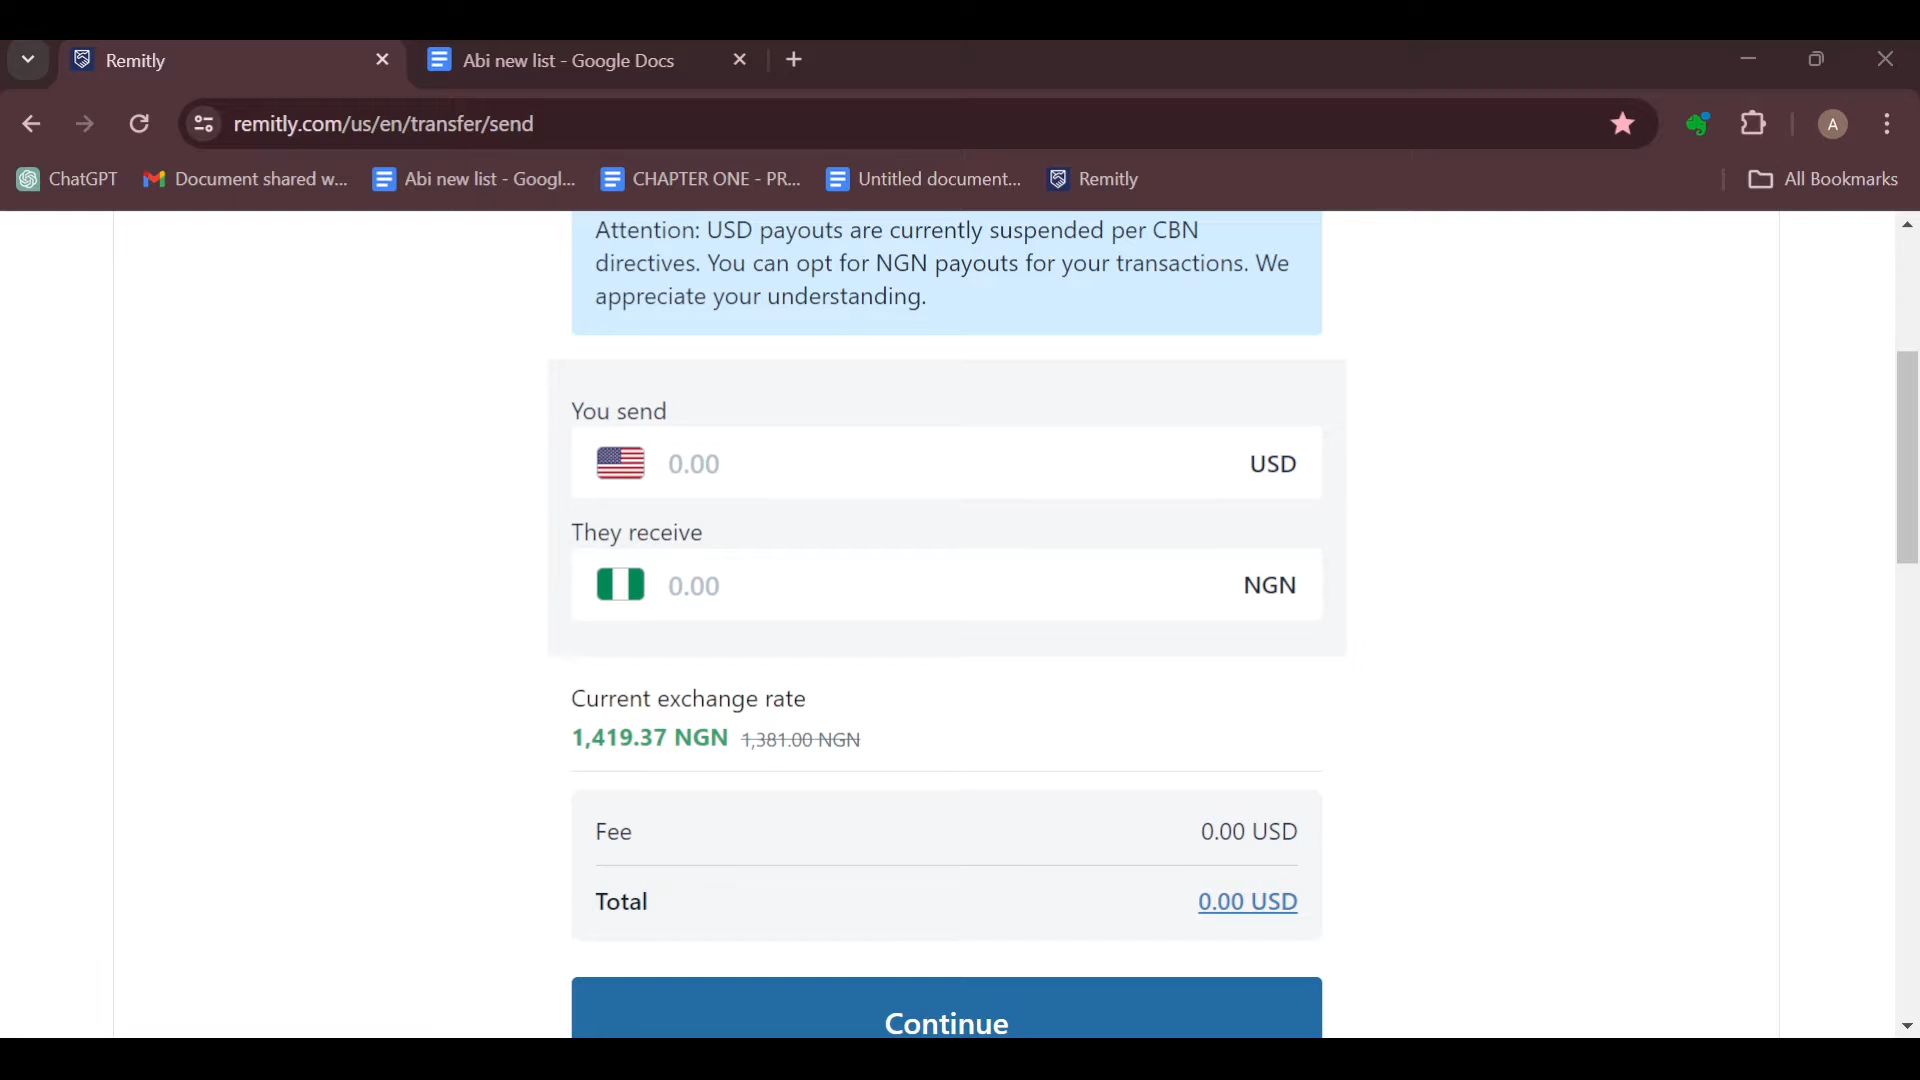 Remitly
Abi new list - Google Docs
remitly.com/us/en/transfer/send
A
ChatGPT
Document shared w...
Abi new list - Googl...
CHAPTER ONE - PR...
Untitled document...
Remitly
All Bookmarks
Attention: USD payouts are currently suspended per CBN
directives. You can opt for NGN payouts for your transactions. We
appreciate your understanding.
You send
0.00 USD
They receive
0.00 NGN
Current exchange rate
1,419.37 NGN 1,381.00 NGN
Fee 0.00 USD
Total 0.00 USD
Continue